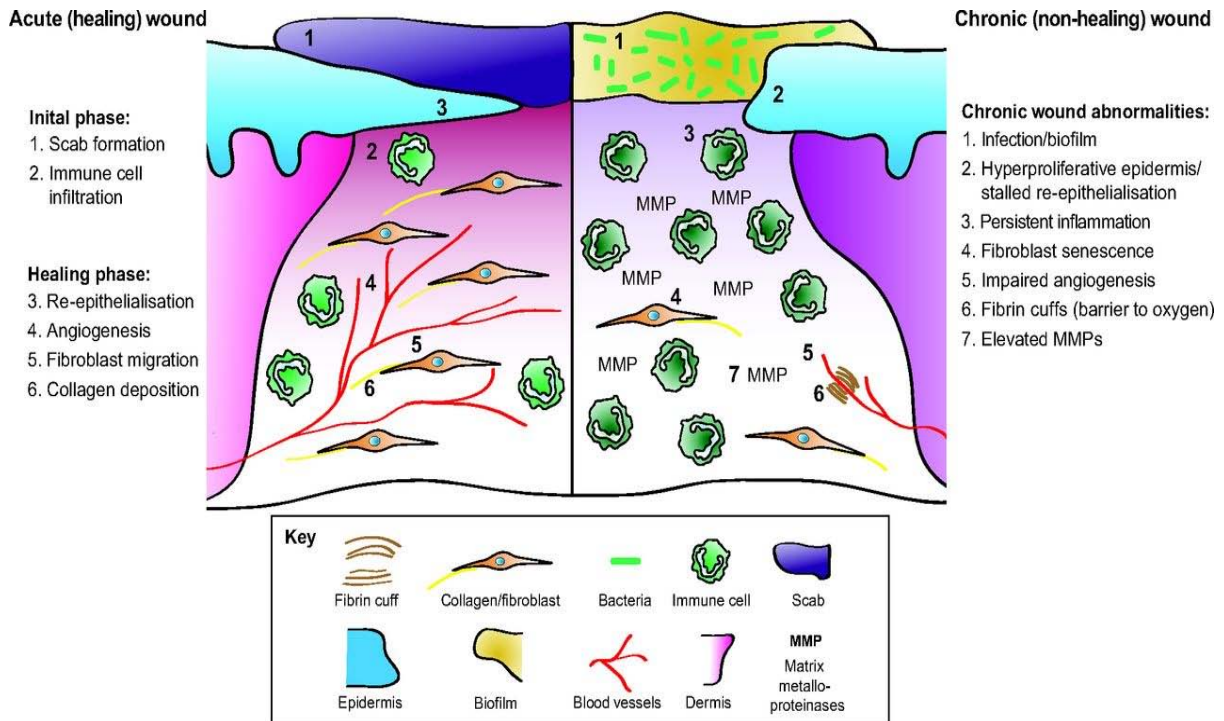 Acute (healing) wound
Inital phase:
1. Scab formation
2. Immune cell
infiltration
Healing phase:
3. Re-epithelialisation
4. Angiogenesis
5. Fibroblast migration
6. Collagen deposition
1
3
2
4
5
6
Chronic (non-healing) wound
Chronic wound abnormalities:
1. Infection/biofilm
2. Hyperproliferative epidermis/
stalled re-epithelialisation
3. Persistent inflammation
4. Fibroblast senescence
5. Impaired angiogenesis
6. Fibrin cuffs (barrier to oxygen)
7. Elevated MMPs
1
2
3
MMP MMP
MMP MMP
4
MMP 7 MMP
5
6
Key
Fibrin cuff
Collagen/fibroblast
Bacteria
Immune cell
Scab
Epidermis
Biofilm
Blood vessels
Dermis
MMP
Matrix
metallo-
proteinases